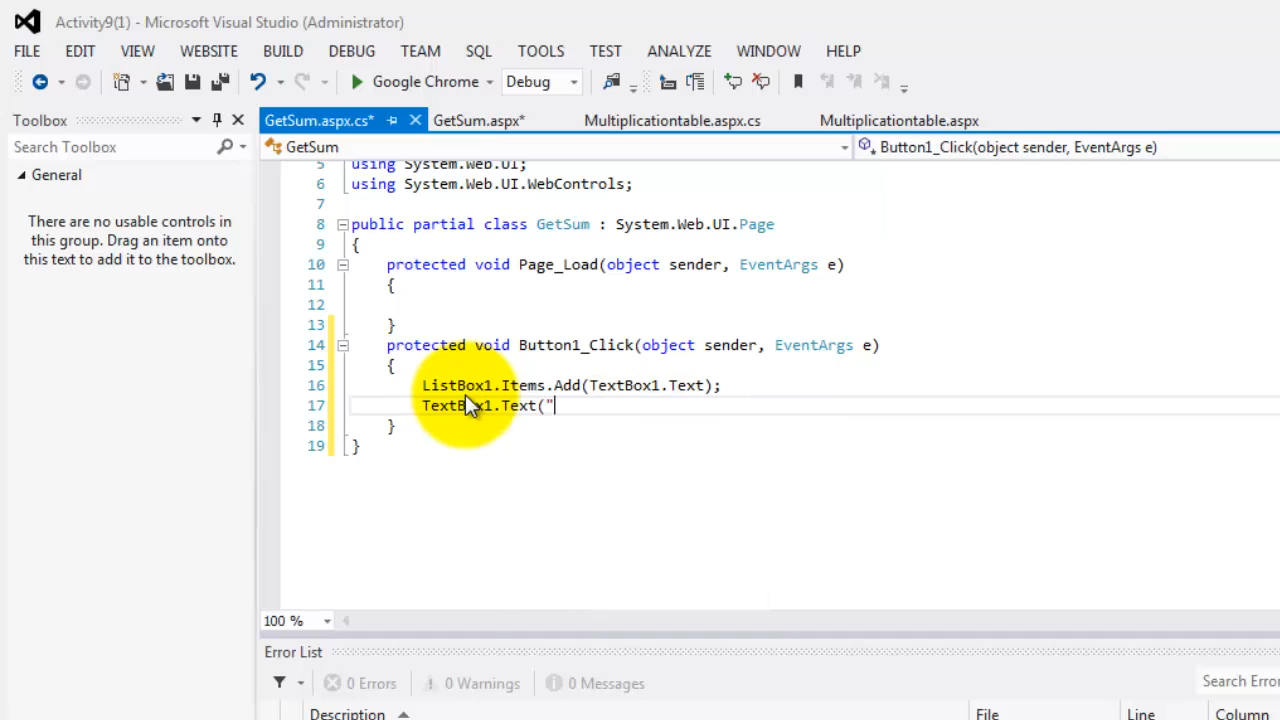 Activity9(1) - Microsoft Visual Studio (Administrator)
FILE EDIT VIEW WEBSITE BUILD DEBUG TEAM SQL TOOLS TEST ANALYZE WINDOW HELP
Google Chrome Debug
Toolbox GetSum.aspx.cs* GetSum.aspx* Multiplicationtable.aspx.cs Multiplicationtable.aspx
Search Toolbox GetSum Button1_Click(object sender, EventArgs e)
General
There are no usable controls in
this group. Drag an item onto
this text to add it to the toolbox.
5 using System.Web.UI;
6 using System.Web.UI.WebControls;
7
8 public partial class GetSum : System.Web.UI.Page
9 {
10 protected void Page_Load(object sender, EventArgs e)
11 {
12
13 }
14 protected void Button1_Click(object sender, EventArgs e)
15 {
16 ListBox1.Items.Add(TextBox1.Text);
17 TextBox1.Text("
18 }
19 }
100 %
Error List
0 Errors 0 Warnings 0 Messages Search Error
Description File Line Column